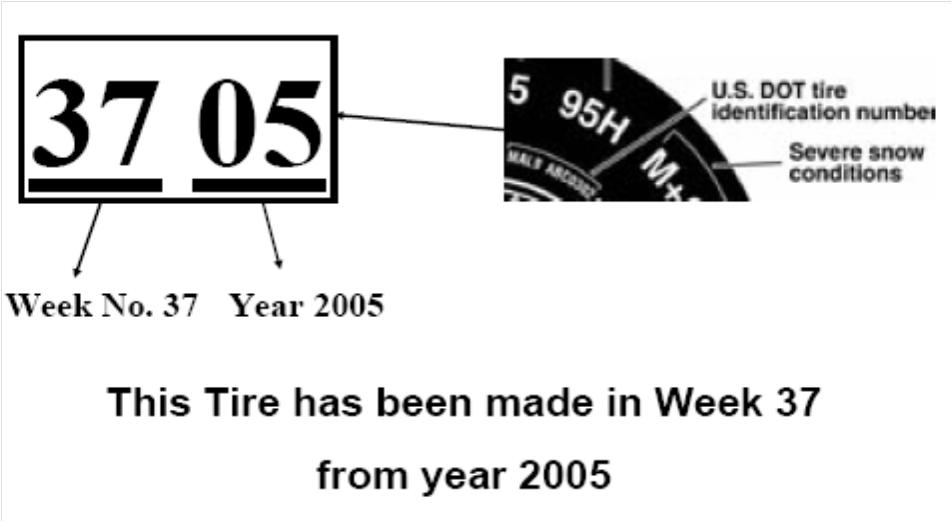 37 05
5 95H
U.S. DOT tire
identification number
Severe snow
conditions
Week No. 37 Year 2005
This Tire has been made in Week 37
from year 2005